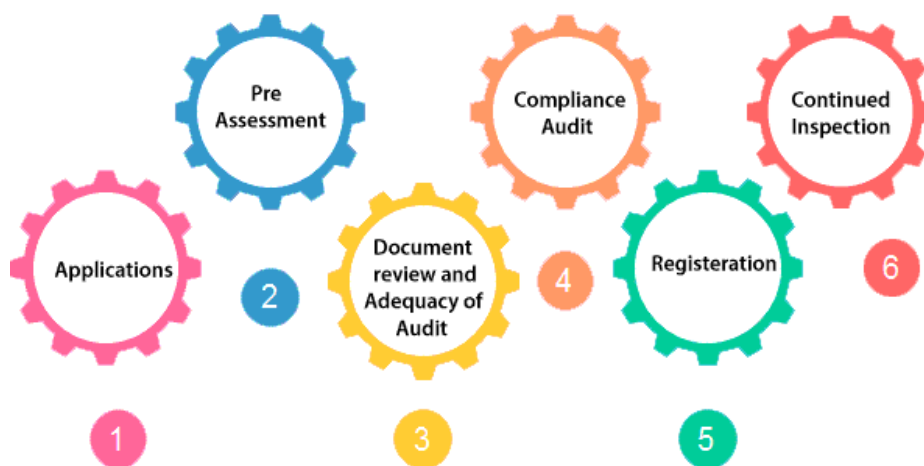 Applications
1
Pre
Assessment
2
Document
review and
Adequacy of
Audit
3
Compliance
Audit
4
Registeration
5
Continued
Inspection
6